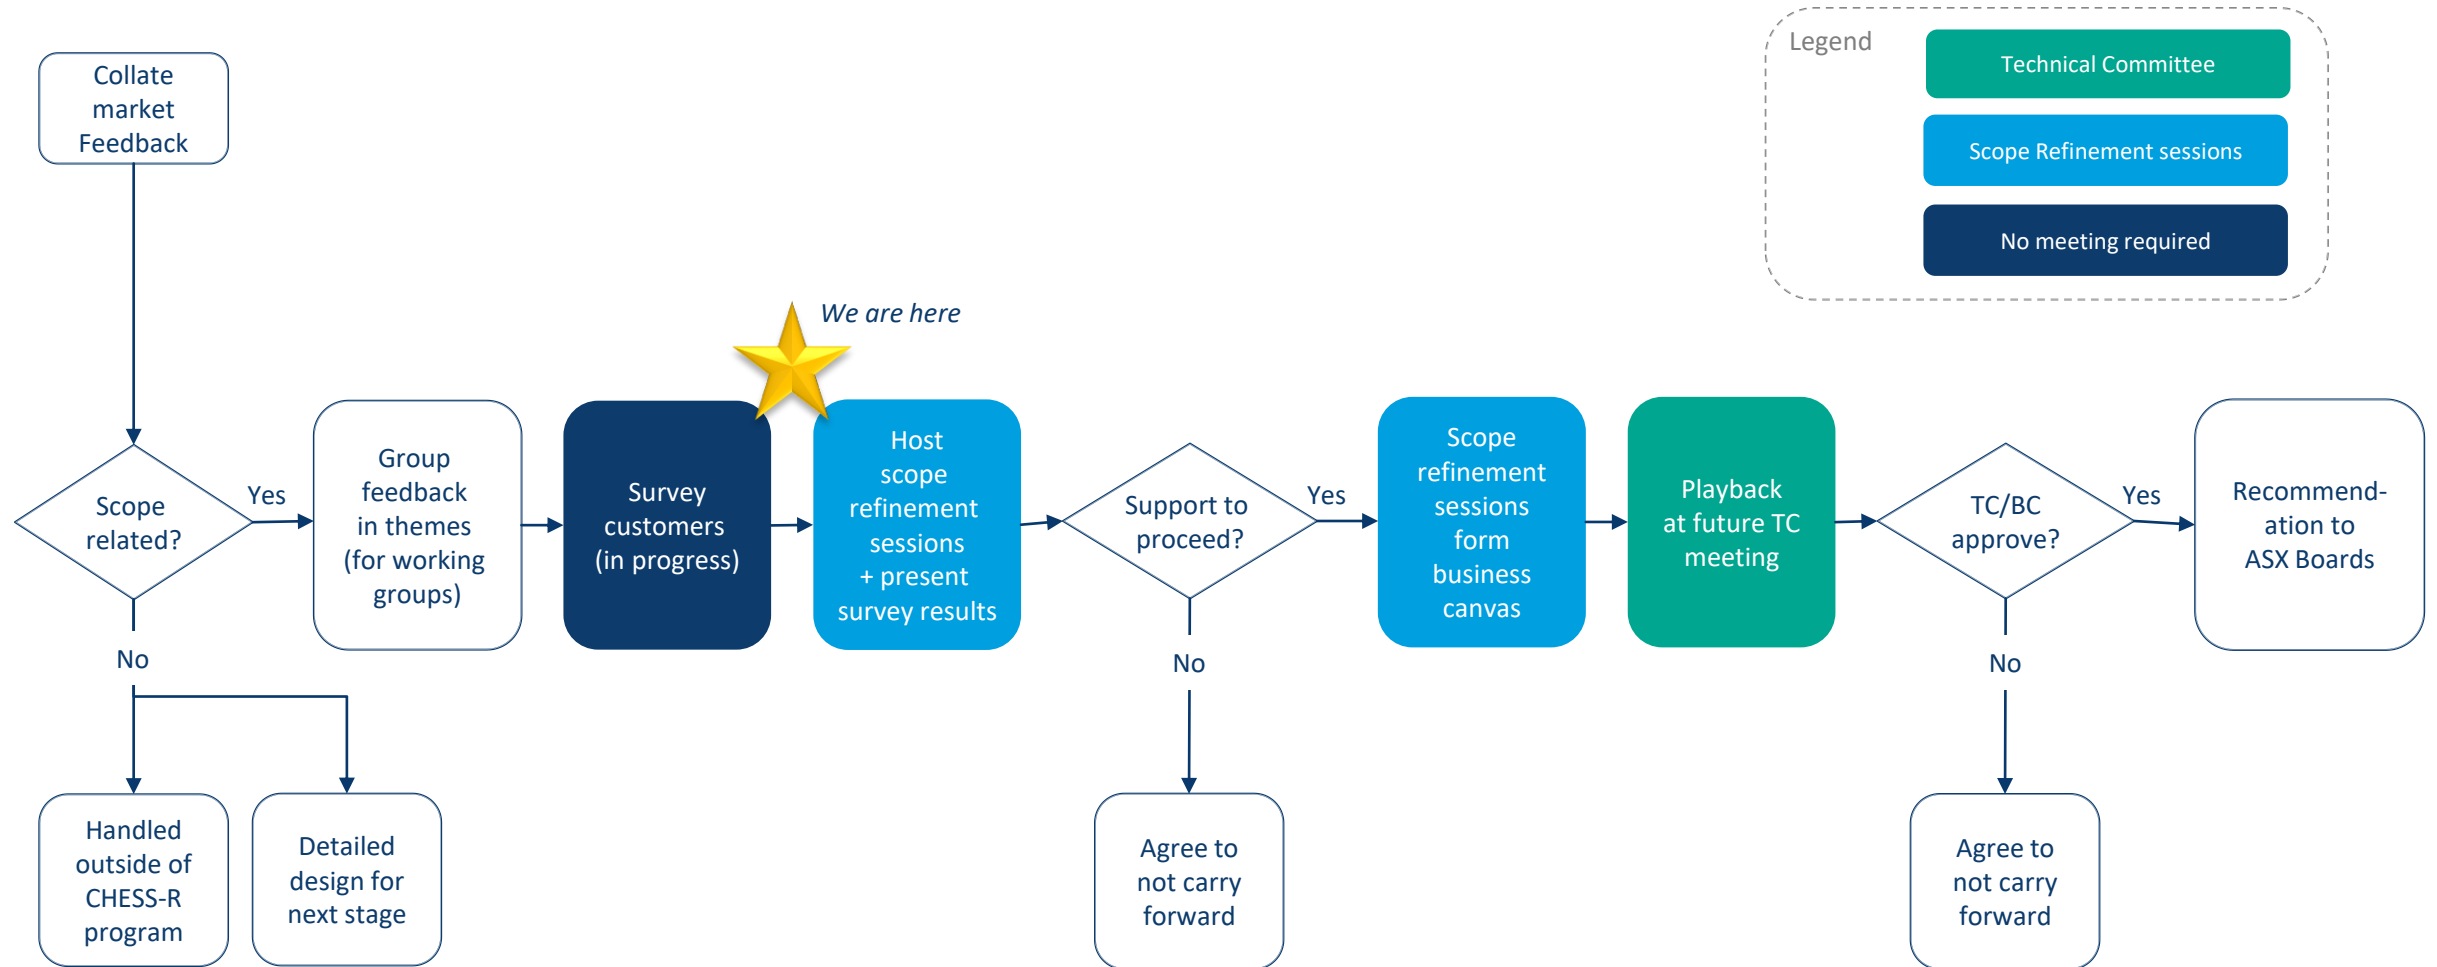 Collate
market
Feedback
Legend
Technical Committee
Scope Refinement sessions
No meeting required
We are here
Scope
related?
Yes
No
Group
feedback
in themes
(for working
groups)
Survey
customers
(in progress)
Host
scope
refinement
sessions
+ present
survey results
Support to
proceed?
Yes
No
Scope
refinement
sessions
form
business
canvas
Playback
at future TC
meeting
TC/BC
approve?
Yes
No
Recommend-
ation to
ASX Boards
Handled
outside of
CHESS-R
program
Detailed
design for
next stage
Agree to
not carry
forward
Agree to
not carry
forward